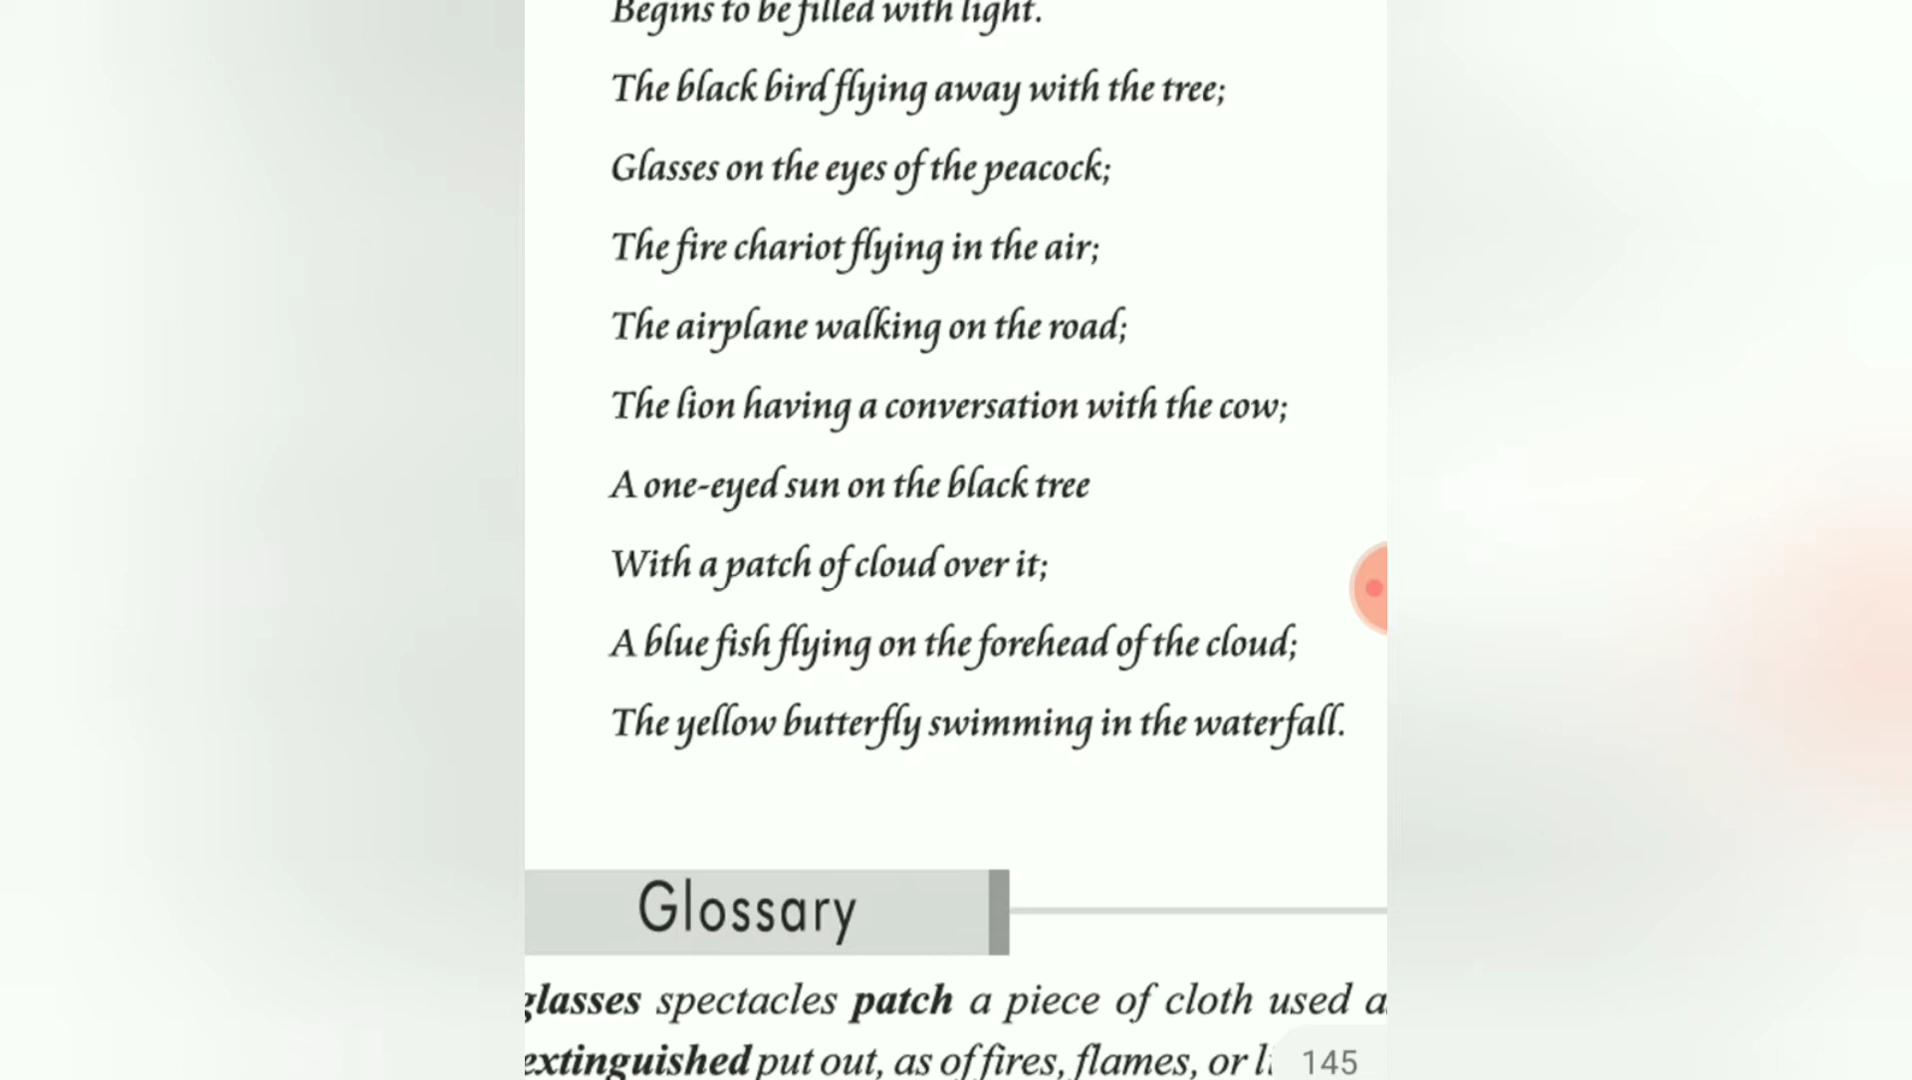 Begins to be filled with light.
The black bird flying away with the tree;
Glasses on the eyes of the peacock;
The fire chariot flying in the air;
The airplane walking on the road;
The lion having a conversation with the cow;
A one-eyed sun on the black tree
With a patch of cloud over it;
A blue fish flying on the forehead of the cloud;
The yellow butterfly swimming in the waterfall.
Glossary
glasses spectacles patch a piece of cloth used
extinguished put out, as of fires, flames, or
145